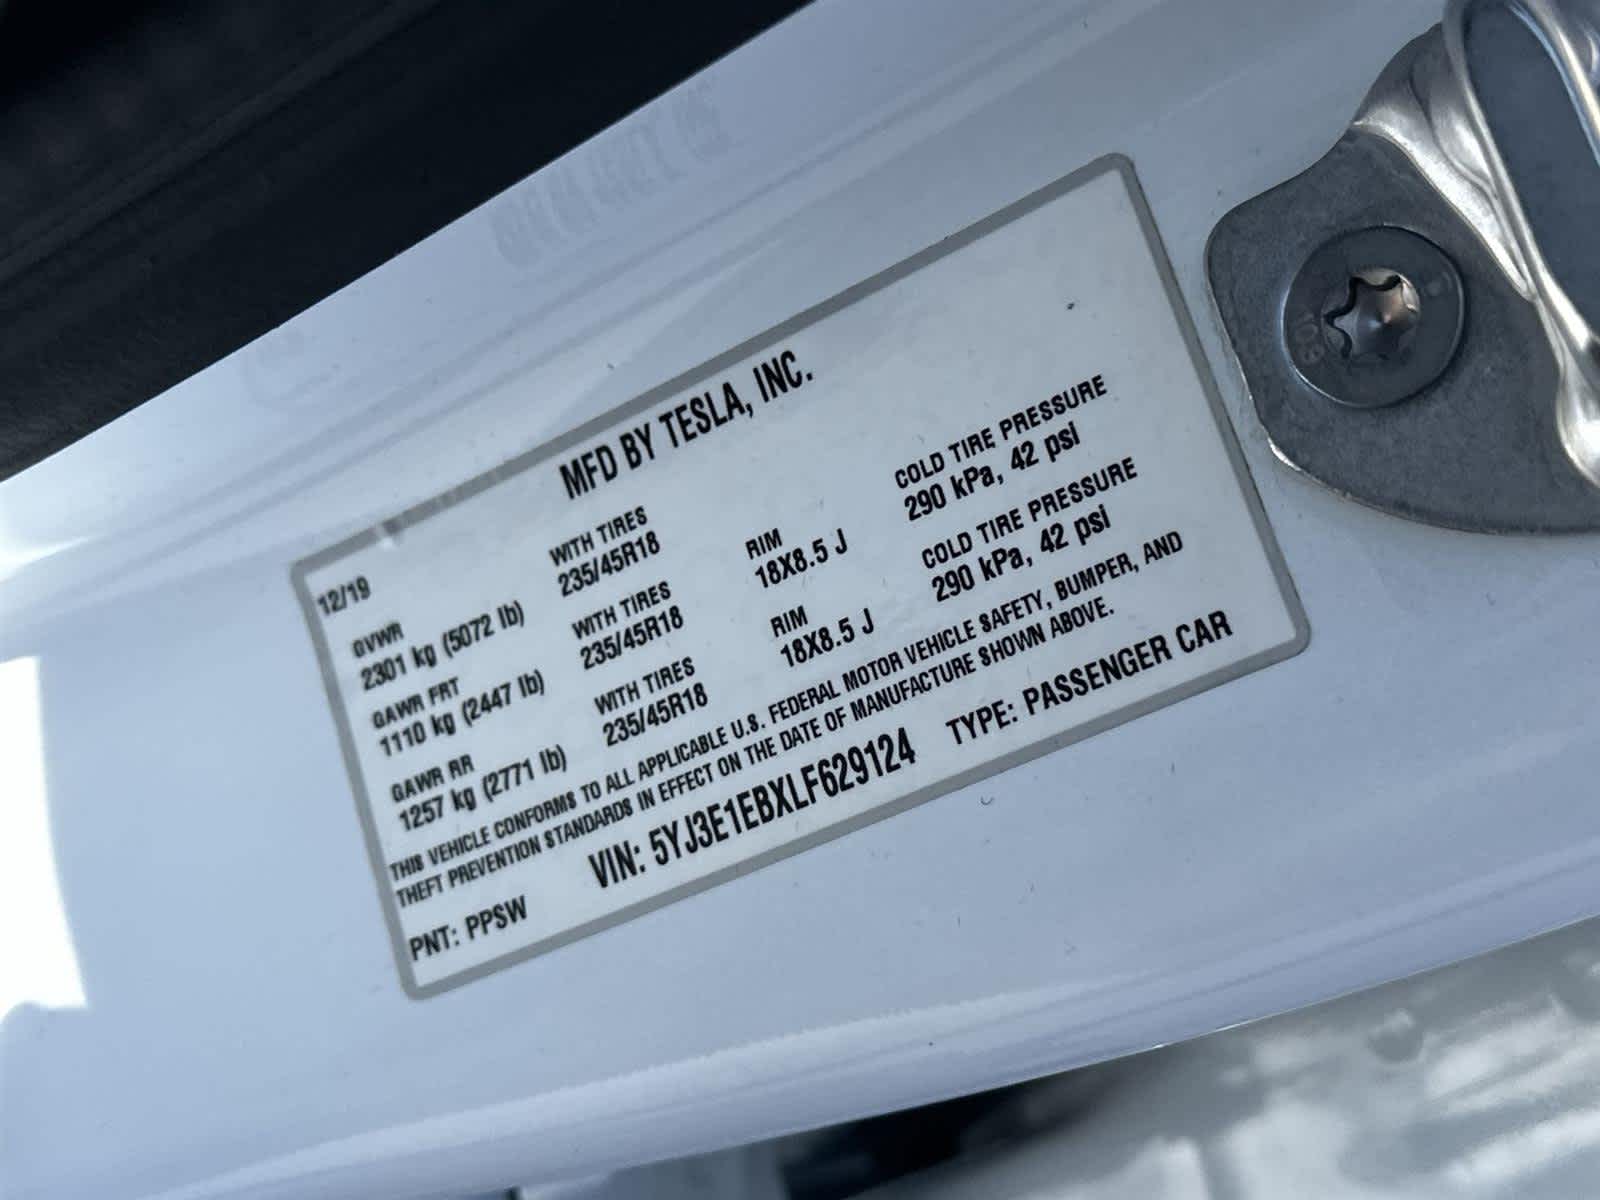 MFD BY TESLA, INC.
12/19
GVWR
2301 kg (5072 lb)
WITH TIRES
235/45R18
RIM
18X8.5 J
COLD TIRE PRESSURE
290 kPa, 42 psi
GAWR FRT
1110 kg (2447 lb)
WITH TIRES
235/45R18
RIM
18X8.5 J
COLD TIRE PRESSURE
290 kPa, 42 psi
GAWR RR
1257 kg (2771 lb)
WITH TIRES
235/45R18
THIS VEHICLE CONFORMS TO ALL APPLICABLE U.S. FEDERAL MOTOR VEHICLE SAFETY, BUMPER, AND
THEFT PREVENTION STANDARDS IN EFFECT ON THE DATE OF MANUFACTURE SHOWN ABOVE.
PNT: PPSW VIN: 5YJ3E1EBXLF629124 TYPE: PASSENGER CAR